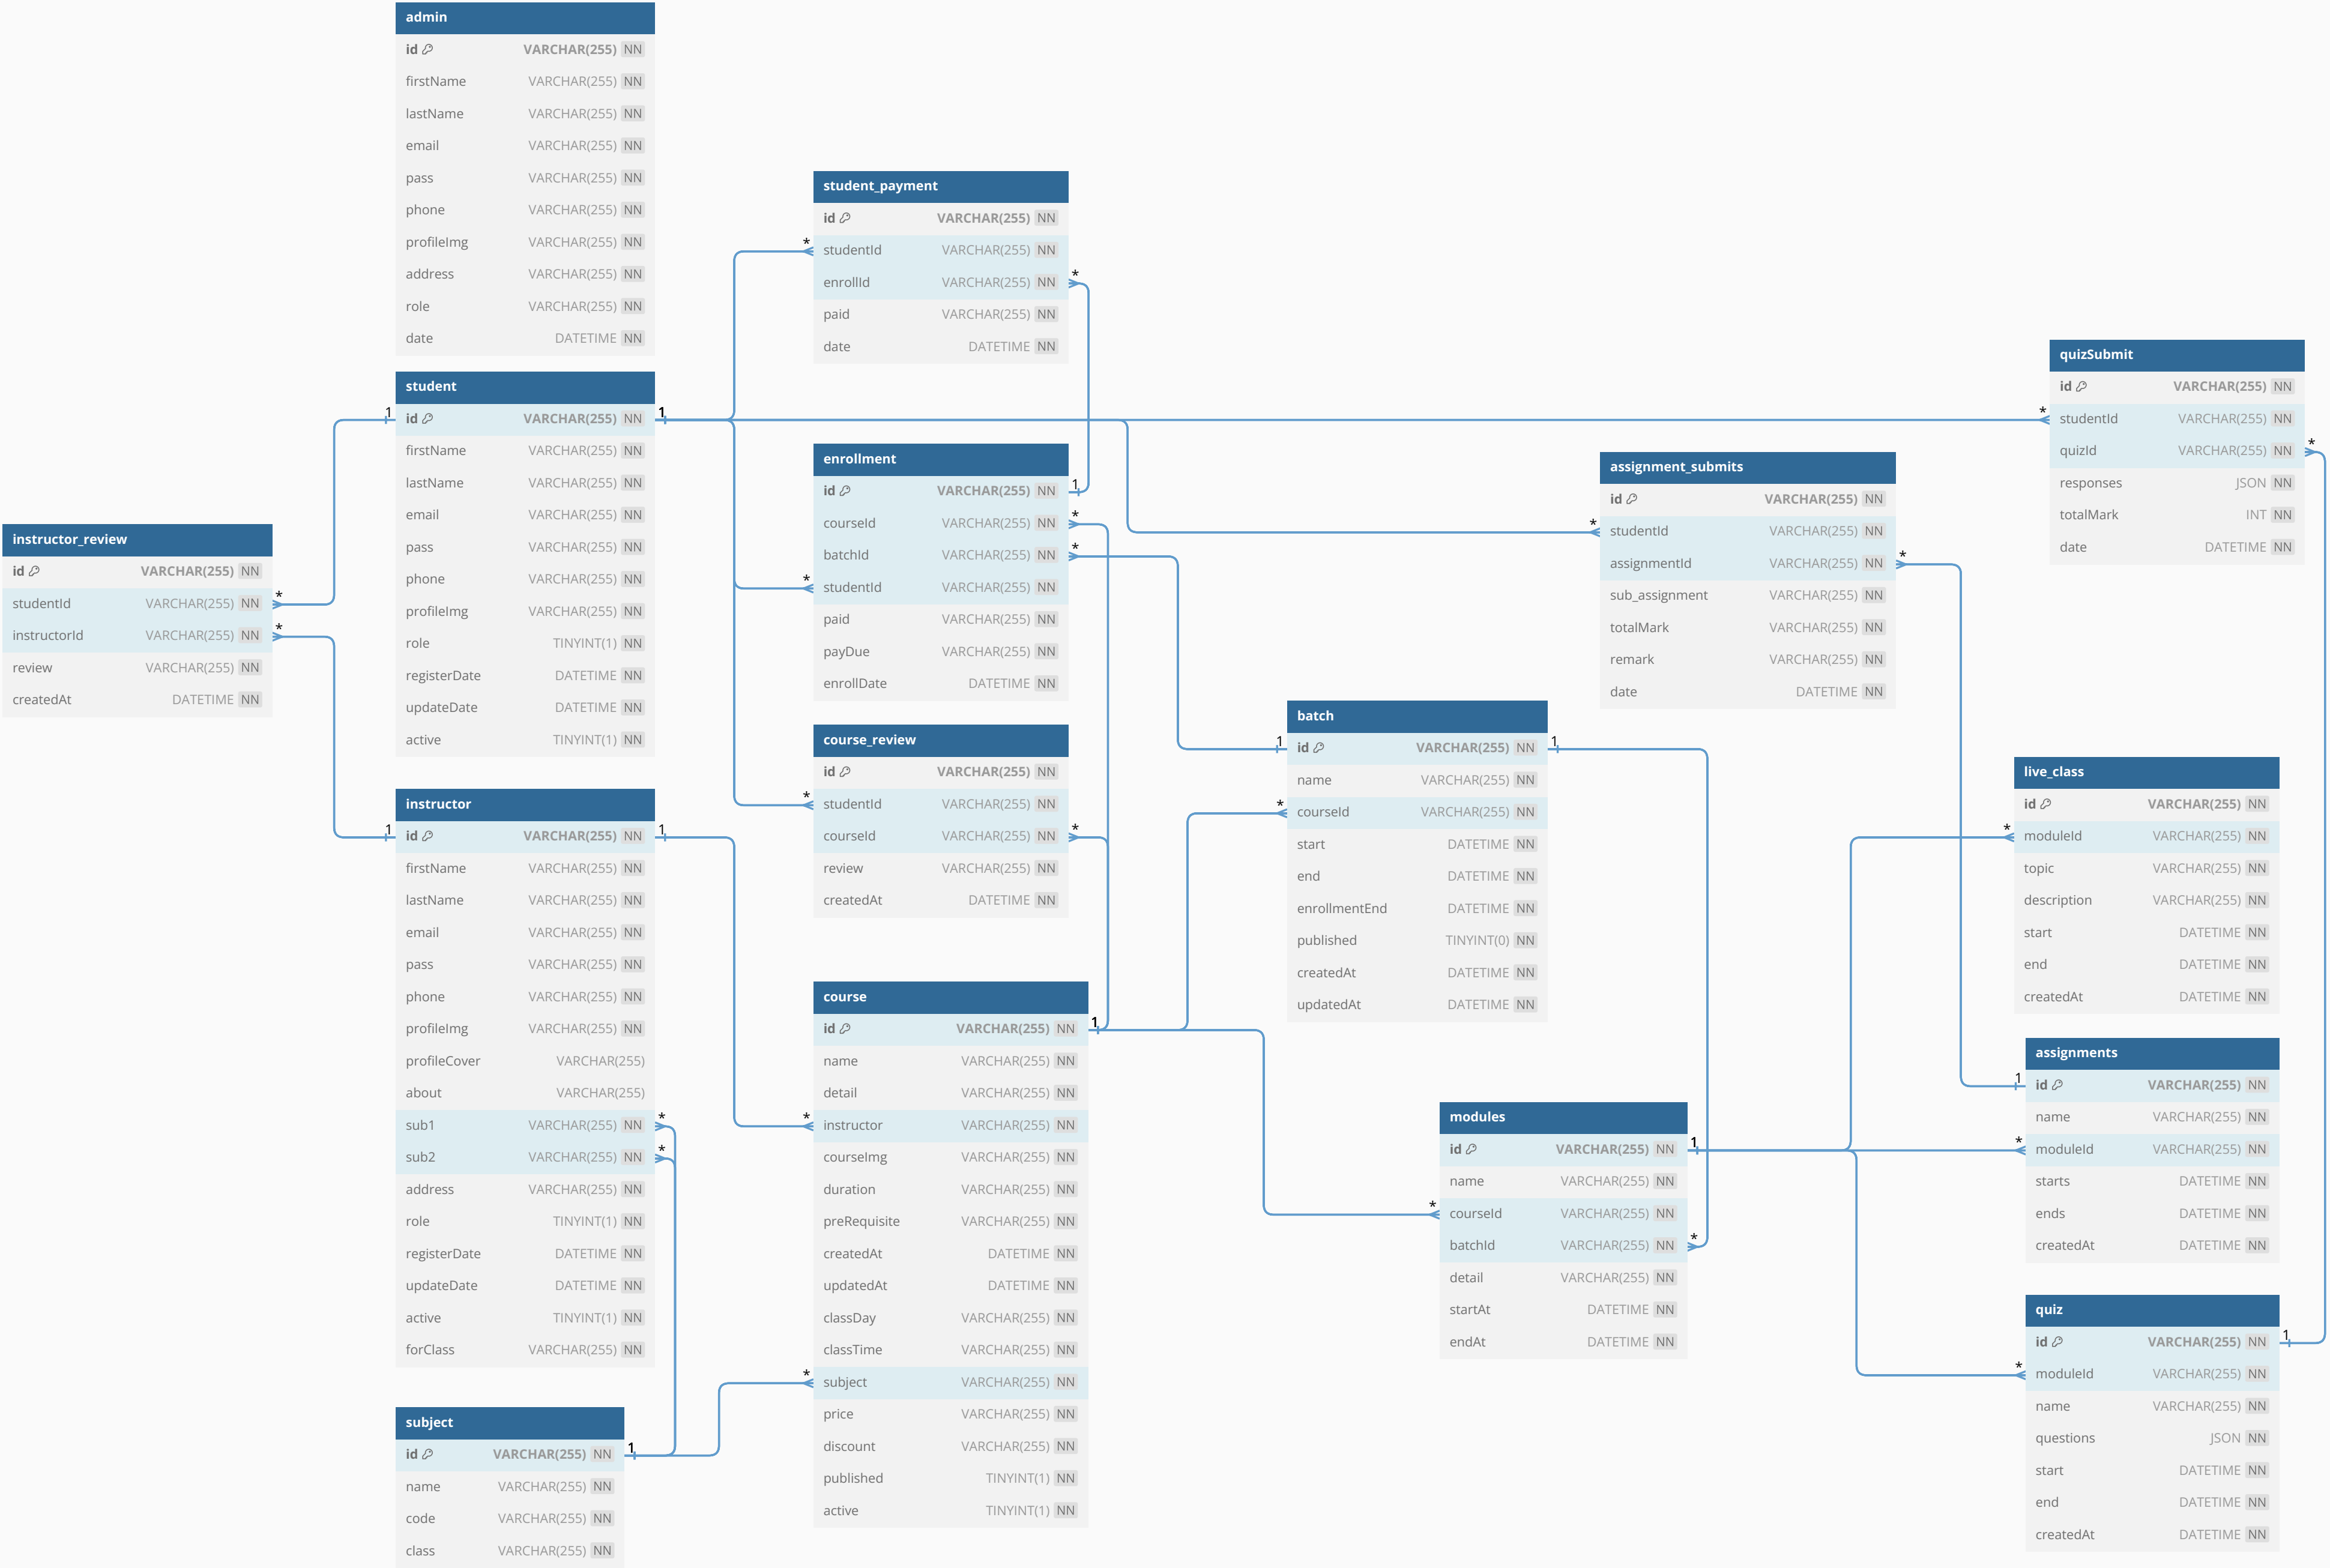 admin
id VARCHAR(255) NN
firstName VARCHAR(255) NN
lastName VARCHAR(255) NN
email VARCHAR(255) NN
pass VARCHAR(255) NN
phone VARCHAR(255) NN
profileImg VARCHAR(255) NN
address VARCHAR(255) NN
role VARCHAR(255) NN
date DATETIME NN
student
1 id VARCHAR(255) NN 1
firstName VARCHAR(255) NN
lastName VARCHAR(255) NN
email VARCHAR(255) NN
pass VARCHAR(255) NN
phone VARCHAR(255) NN
profileImg VARCHAR(255) NN
role TINYINT(1) NN
registerDate DATETIME NN
updateDate DATETIME NN
active TINYINT(1) NN
instructor_review
id VARCHAR(255) NN
studentId VARCHAR(255) NN *
instructorId VARCHAR(255) NN *
review VARCHAR(255) NN
createdAt DATETIME NN
instructor
1 id VARCHAR(255) NN 1
firstName VARCHAR(255) NN
lastName VARCHAR(255) NN
email VARCHAR(255) NN
pass VARCHAR(255) NN
phone VARCHAR(255) NN
profileImg VARCHAR(255) NN
profileCover VARCHAR(255)
about VARCHAR(255)
sub1 VARCHAR(255) NN *
sub2 VARCHAR(255) NN *
address VARCHAR(255) NN
role TINYINT(1) NN
registerDate DATETIME NN
updateDate DATETIME NN
active TINYINT(1) NN
forClass VARCHAR(255) NN
subject
id VARCHAR(255) NN 1
name VARCHAR(255) NN
code VARCHAR(255) NN
class VARCHAR(255) NN
student_payment
id VARCHAR(255) NN
* studentId VARCHAR(255) NN
enrollId VARCHAR(255) NN *
paid VARCHAR(255) NN
date DATETIME NN
enrollment
id VARCHAR(255) NN 1
courseId VARCHAR(255) NN *
batchId VARCHAR(255) NN *
* studentId VARCHAR(255) NN
paid VARCHAR(255) NN
payDue VARCHAR(255) NN
enrollDate DATETIME NN
course_review
id VARCHAR(255) NN
* studentId VARCHAR(255) NN
courseId VARCHAR(255) NN *
review VARCHAR(255) NN
createdAt DATETIME NN
course
id VARCHAR(255) NN 1
name VARCHAR(255) NN
detail VARCHAR(255) NN
* instructor VARCHAR(255) NN
courseImg VARCHAR(255) NN
duration VARCHAR(255) NN
preRequisite VARCHAR(255) NN
createdAt DATETIME NN
updatedAt DATETIME NN
classDay VARCHAR(255) NN
classTime VARCHAR(255) NN
* subject VARCHAR(255) NN
price VARCHAR(255) NN
discount VARCHAR(255) NN
published TINYINT(1) NN
active TINYINT(1) NN
batch
1 id VARCHAR(255) NN 1
name VARCHAR(255) NN
* courseId VARCHAR(255) NN
start DATETIME NN
end DATETIME NN
enrollmentEnd DATETIME NN
published TINYINT(0) NN
createdAt DATETIME NN
updatedAt DATETIME NN
modules
id VARCHAR(255) NN 1
name VARCHAR(255) NN
* courseId VARCHAR(255) NN
batchId VARCHAR(255) NN *
detail VARCHAR(255) NN
startAt DATETIME NN
endAt DATETIME NN
assignment_submits
id VARCHAR(255) NN
* studentId VARCHAR(255) NN
assignmentId VARCHAR(255) NN *
sub_assignment VARCHAR(255) NN
totalMark VARCHAR(255) NN
remark VARCHAR(255) NN
date DATETIME NN
quizSubmit
id VARCHAR(255) NN
* studentId VARCHAR(255) NN
quizId VARCHAR(255) NN *
responses JSON NN
totalMark INT NN
date DATETIME NN
live_class
id VARCHAR(255) NN
* moduleId VARCHAR(255) NN
topic VARCHAR(255) NN
description VARCHAR(255) NN
start DATETIME NN
end DATETIME NN
createdAt DATETIME NN
assignments
1 id VARCHAR(255) NN
name VARCHAR(255) NN
* moduleId VARCHAR(255) NN
starts DATETIME NN
ends DATETIME NN
createdAt DATETIME NN
quiz
id VARCHAR(255) NN 1
* moduleId VARCHAR(255) NN
name VARCHAR(255) NN
questions JSON NN
start DATETIME NN
end DATETIME NN
createdAt DATETIME NN